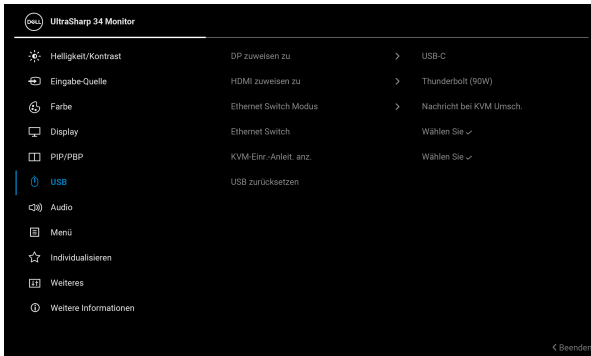 DELL UltraSharp 34 Monitor
Helligkeit/Kontrast DP zuweisen zu > USB-C
Eingabe-Quelle HDMI zuweisen zu > Thunderbolt (90W)
Farbe Ethernet Switch Modus > Nachricht bei KVM Umsch.
Display Ethernet Switch Wählen Sie ✓
PIP/PBP KVM-Einr.-Anleit. anz. Wählen Sie ✓
USB USB zurücksetzen
Audio
Menü
Individualisieren
Weiteres
Weitere Informationen
< Beenden